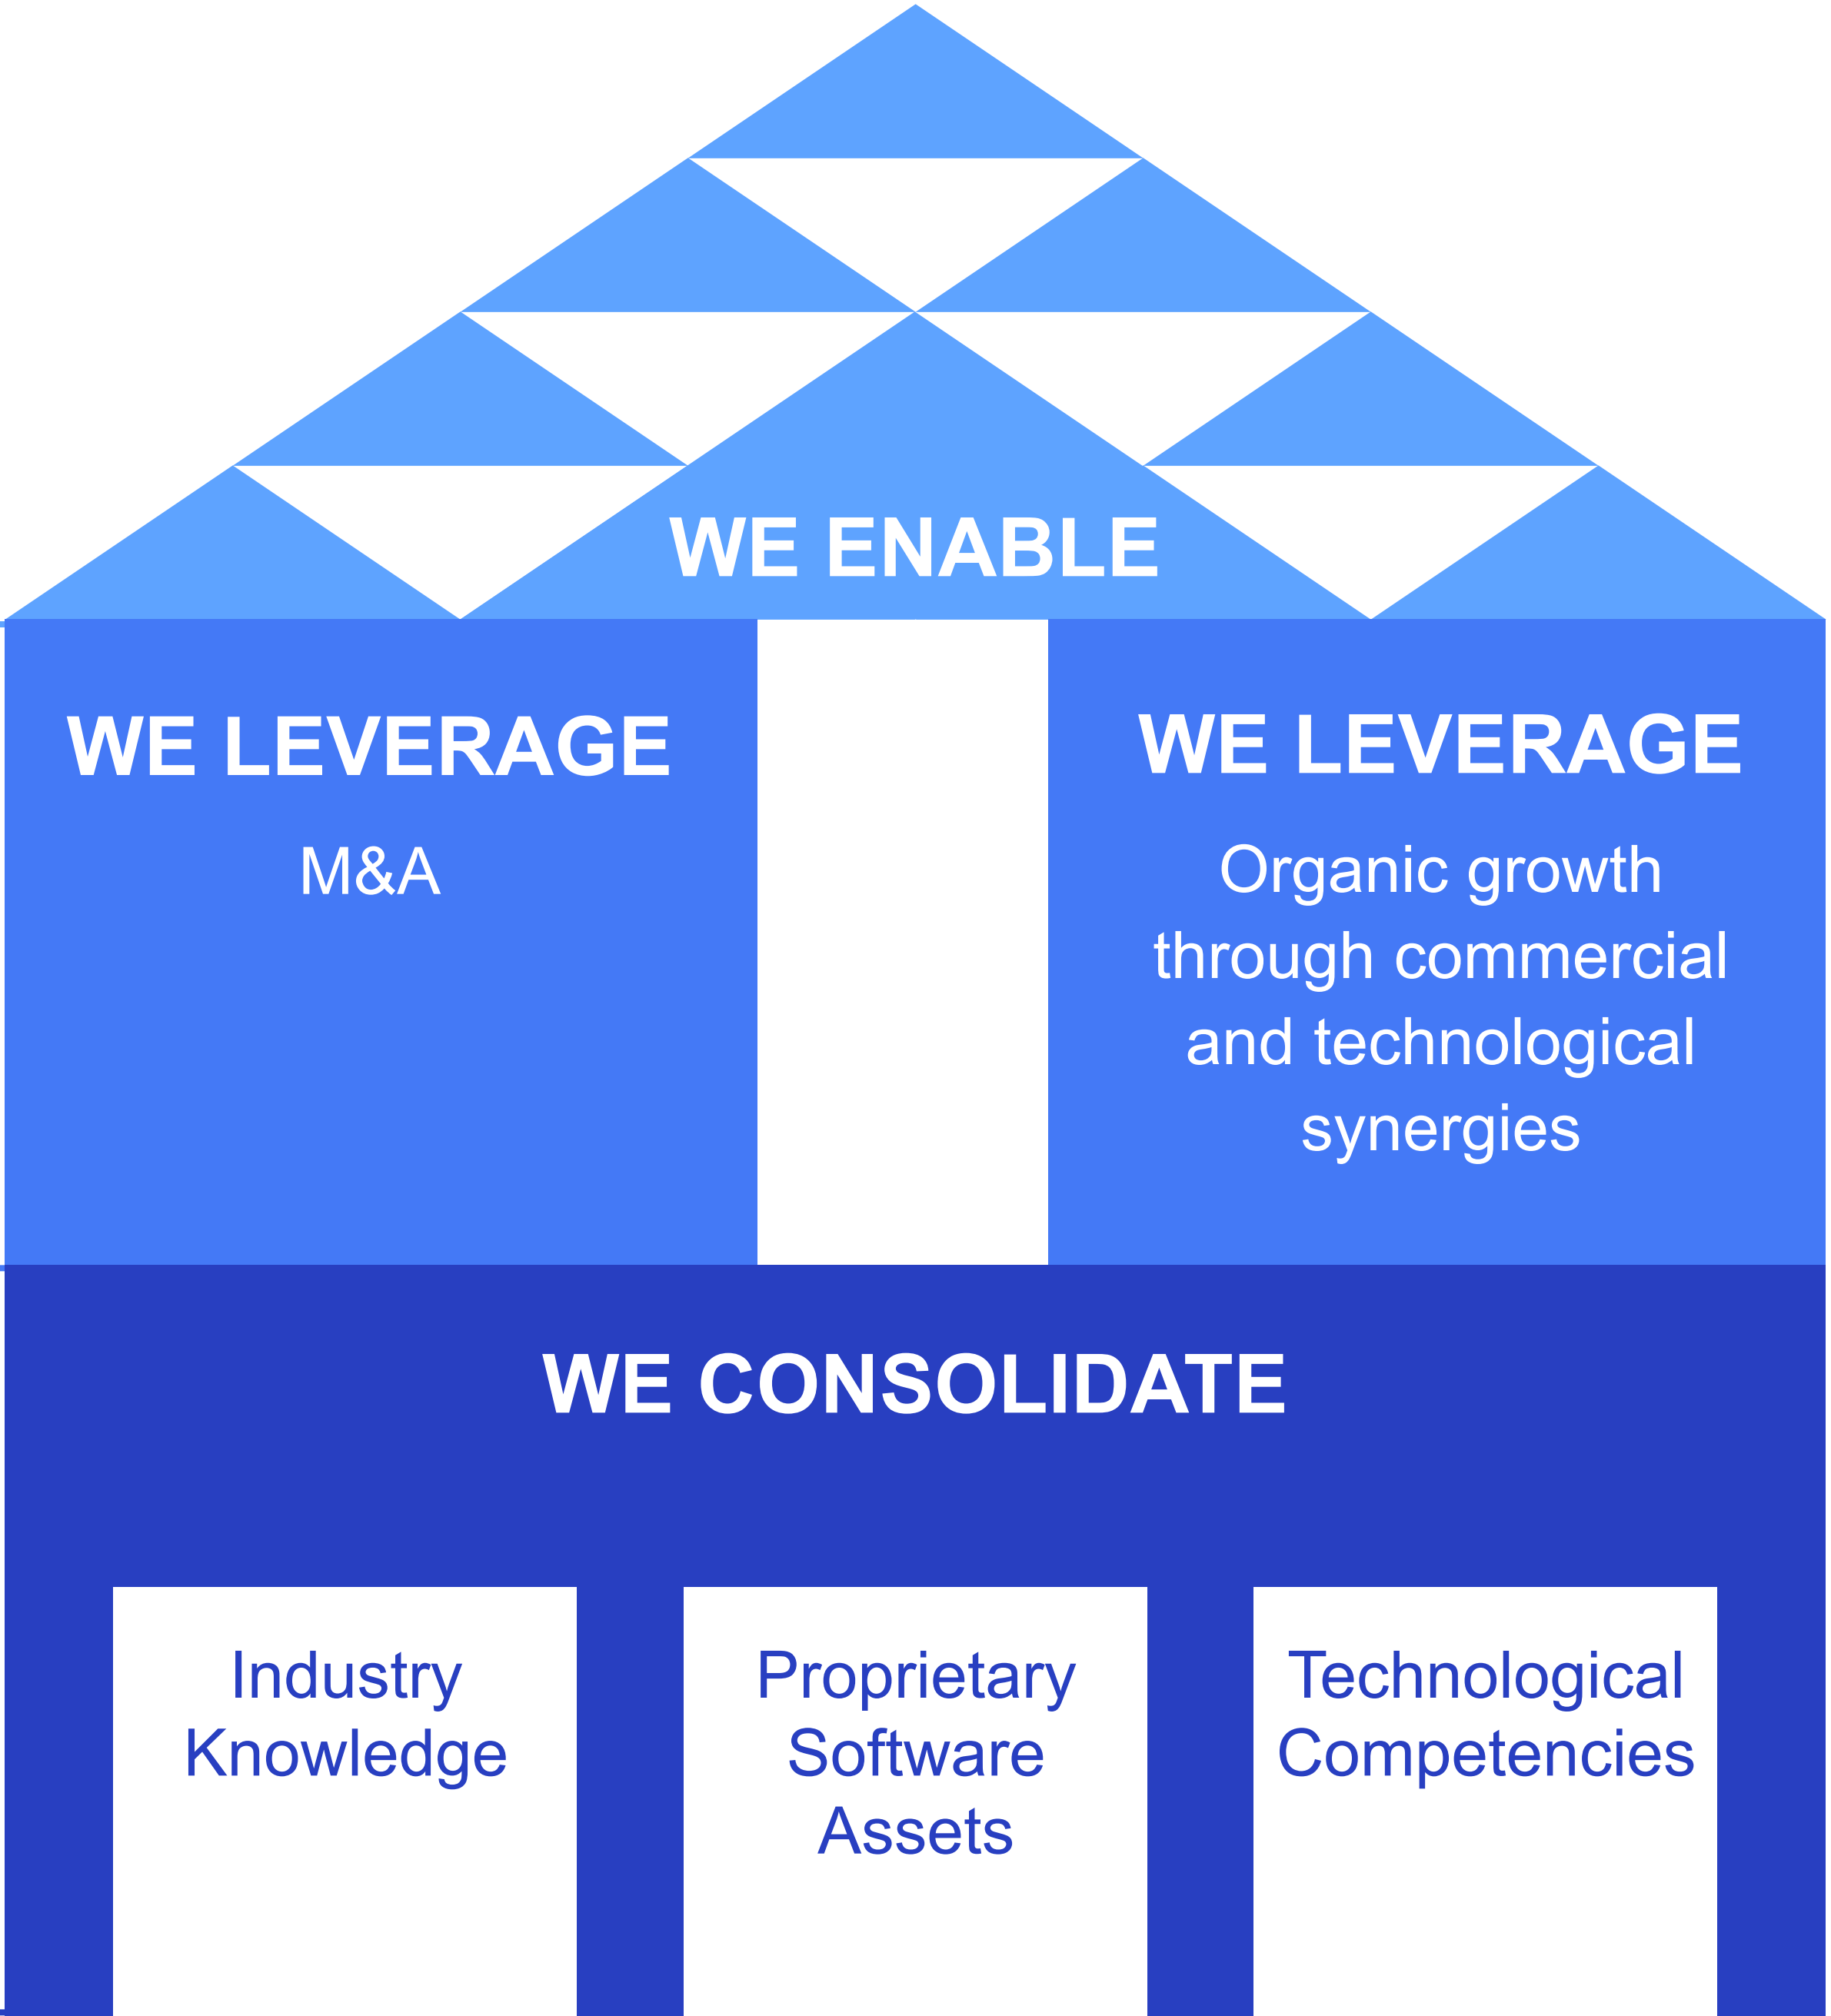 WE ENABLE
WE LEVERAGE
M&A
WE LEVERAGE
Organic growth
through commercial
and technological
synergies
WE CONSOLIDATE
Industry
Knowledge
Proprietary
Software
Assets
Technological
Competencies